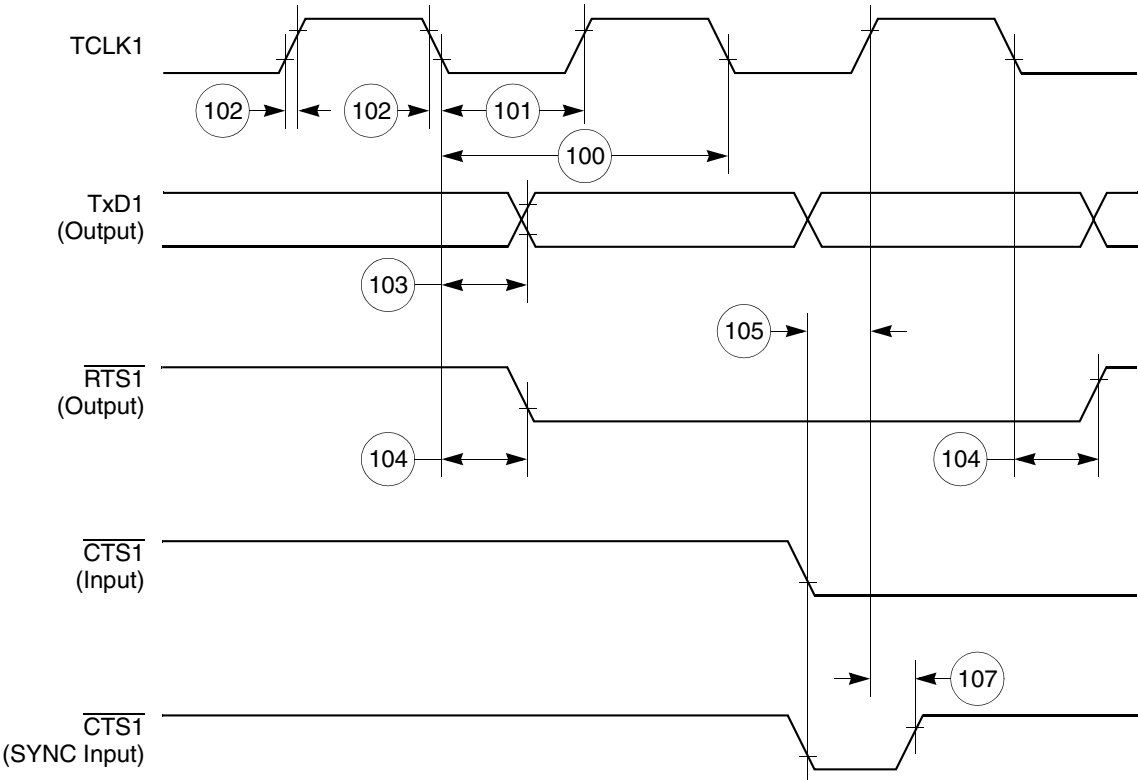 TCLK1
102
102
101
100
TxD1
(Output)
103
105
RTS1
(Output)
104
104
CTS1
(Input)
107
CTS1
(SYNC Input)